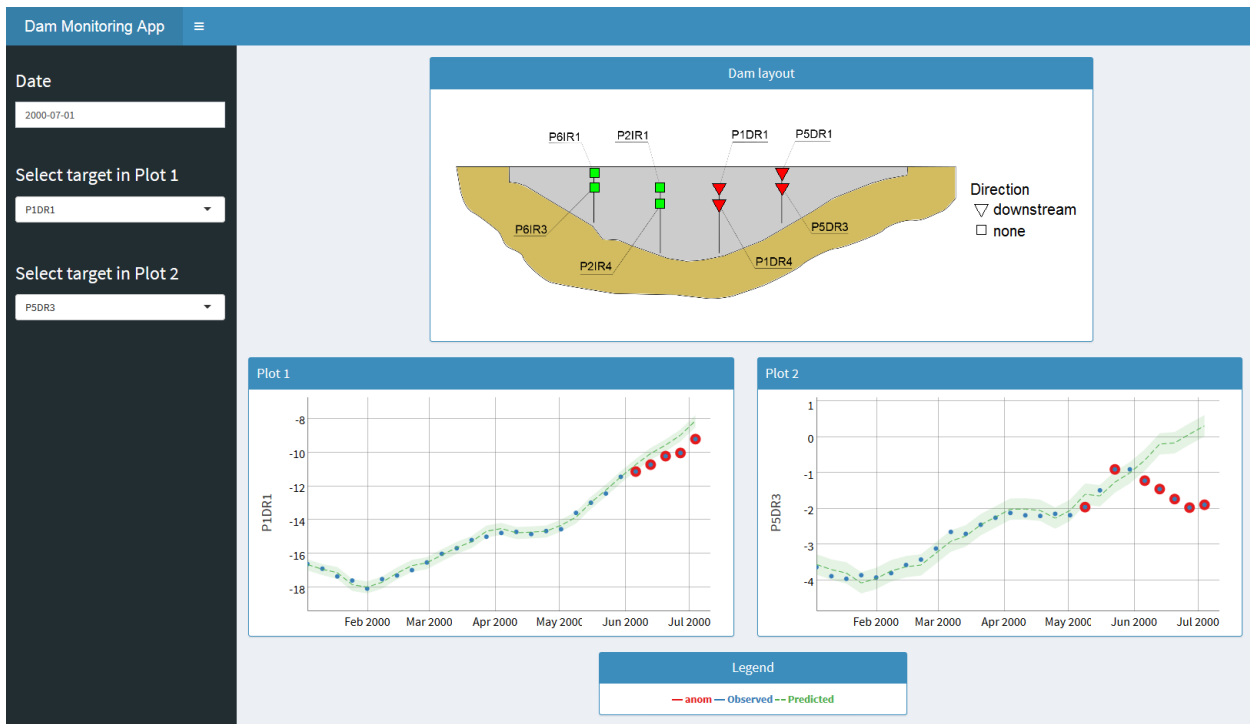 Dam Monitoring App
Date
2000-07-01
Select target in Plot 1
P1DR1
Select target in Plot 2
P5DR3
Dam layout
P6IR1 P2IR1 P1DR1 P5DR1
P6IR3 P5DR3
P2IR4 P1DR4
Direction
downstream
none
Plot 1
P1DR1
-8
-10
-12
-14
-16
-18
Feb 2000 Mar 2000 Apr 2000 May 2000 Jun 2000 Jul 2000
Plot 2
P5DR3
1
0
-1
-2
-3
-4
Feb 2000 Mar 2000 Apr 2000 May 2000 Jun 2000 Jul 2000
Legend
anom Observed Predicted